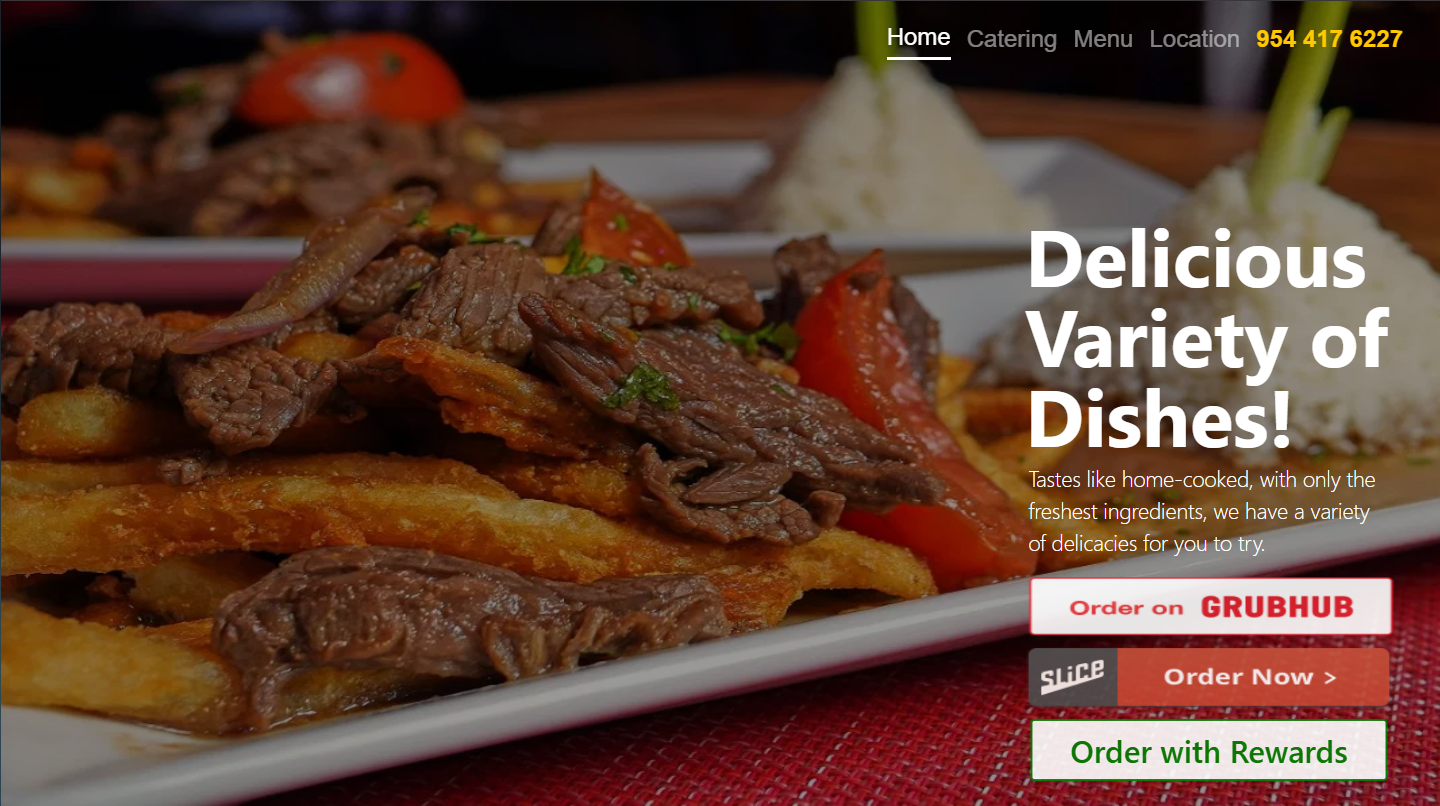 Home Catering Menu Location 954 417 6227
Delicious
Variety of
Dishes!
Tastes like home-cooked, with only the
freshest ingredients, we have a variety
of delicacies for you to try.
Order on GRUBHUB
SLiCE Order Now >
Order with Rewards